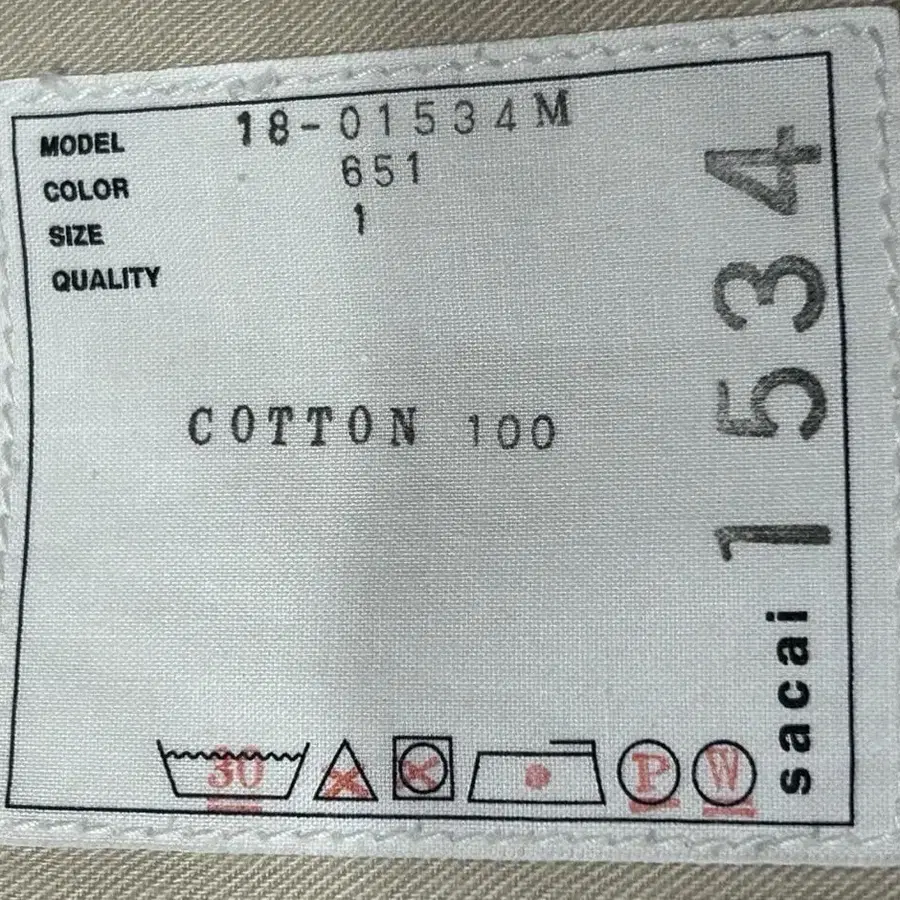 MODEL 18-01534M
COLOR 651
SIZE 1
QUALITY
COTTON 100
30
P W
sacai 1534